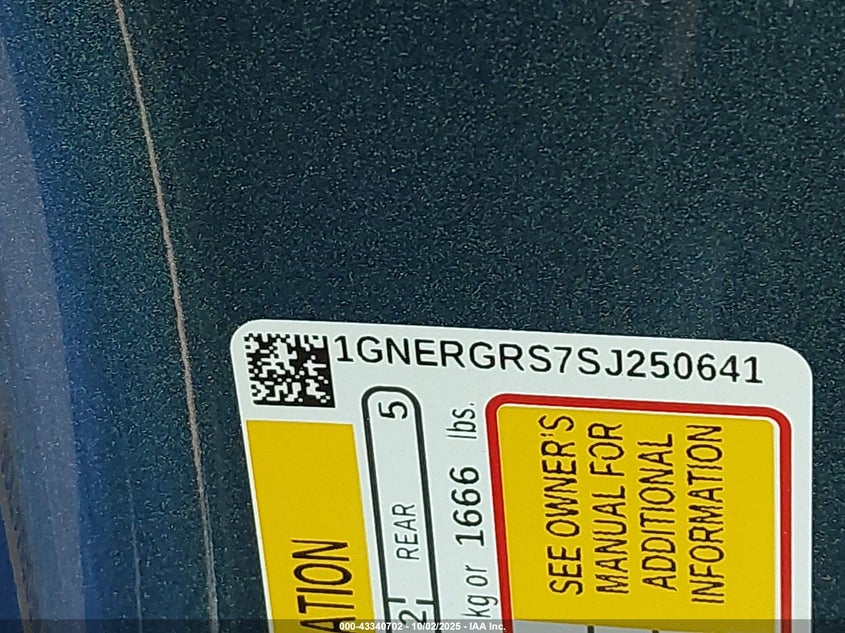 1GNERGRS7SJ250641
ATION
2
REAR 5
kg or 1666 lbs.
SEE OWNER'S
MANUAL FOR
ADDITIONAL
INFORMATION
000-43340702 - 10/02/2025 - IAA Inc.